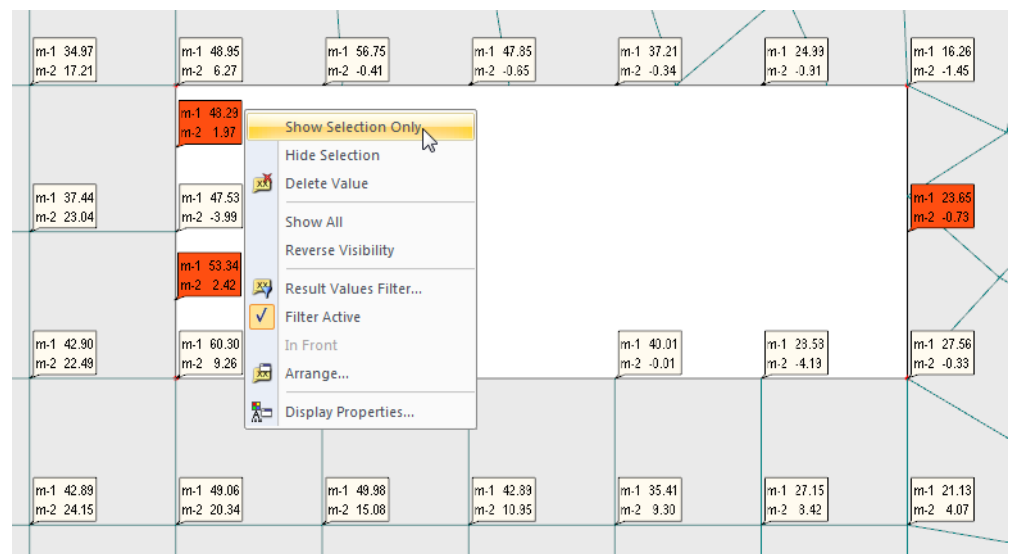 m-1 34.97
m-2 17.21
m-1 48.95
m-2 6.27
m-1 56.75
m-2 -0.41
m-1 47.85
m-2 -0.65
m-1 37.21
m-2 -0.34
m-1 24.99
m-2 -0.91
m-1 16.26
m-2 -1.45
m-1 48.29
m-2 1.97
Show Selection Only
Hide Selection
Delete Value
Show All
Reverse Visibility
Result Values Filter...
Filter Active
In Front
Arrange...
Display Properties...
m-1 37.44
m-2 23.04
m-1 47.53
m-2 -3.99
m-1 23.65
m-2 -0.73
m-1 53.34
m-2 2.42
m-1 42.90
m-2 22.49
m-1 60.30
m-2 9.26
m-1 40.01
m-2 -0.01
m-1 23.53
m-2 -4.19
m-1 27.56
m-2 -0.33
m-1 42.89
m-2 24.15
m-1 49.06
m-2 20.34
m-1 49.98
m-2 15.08
m-1 42.89
m-2 10.95
m-1 35.41
m-2 9.30
m-1 27.15
m-2 8.42
m-1 21.13
m-2 4.07